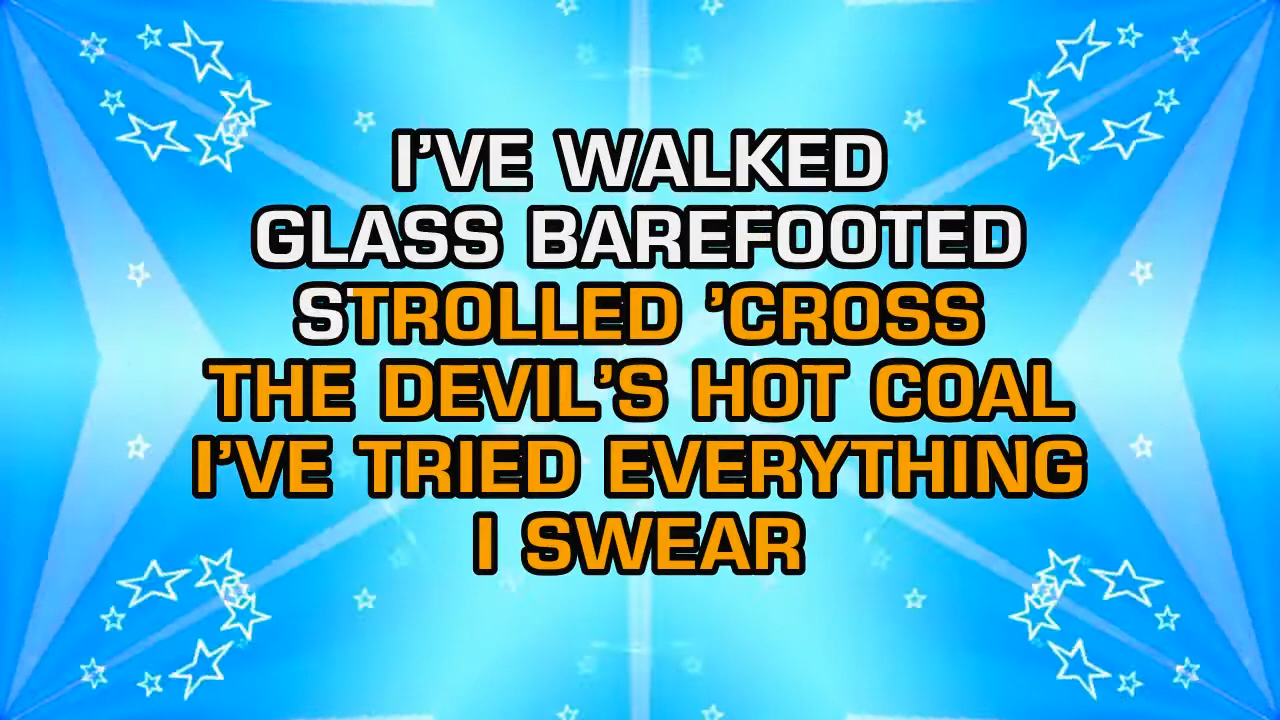 I'VE WALKED
GLASS BAREFOOTED
STROLLED 'CROSS
THE DEVIL'S HOT COAL
I'VE TRIED EVERYTHING
I SWEAR